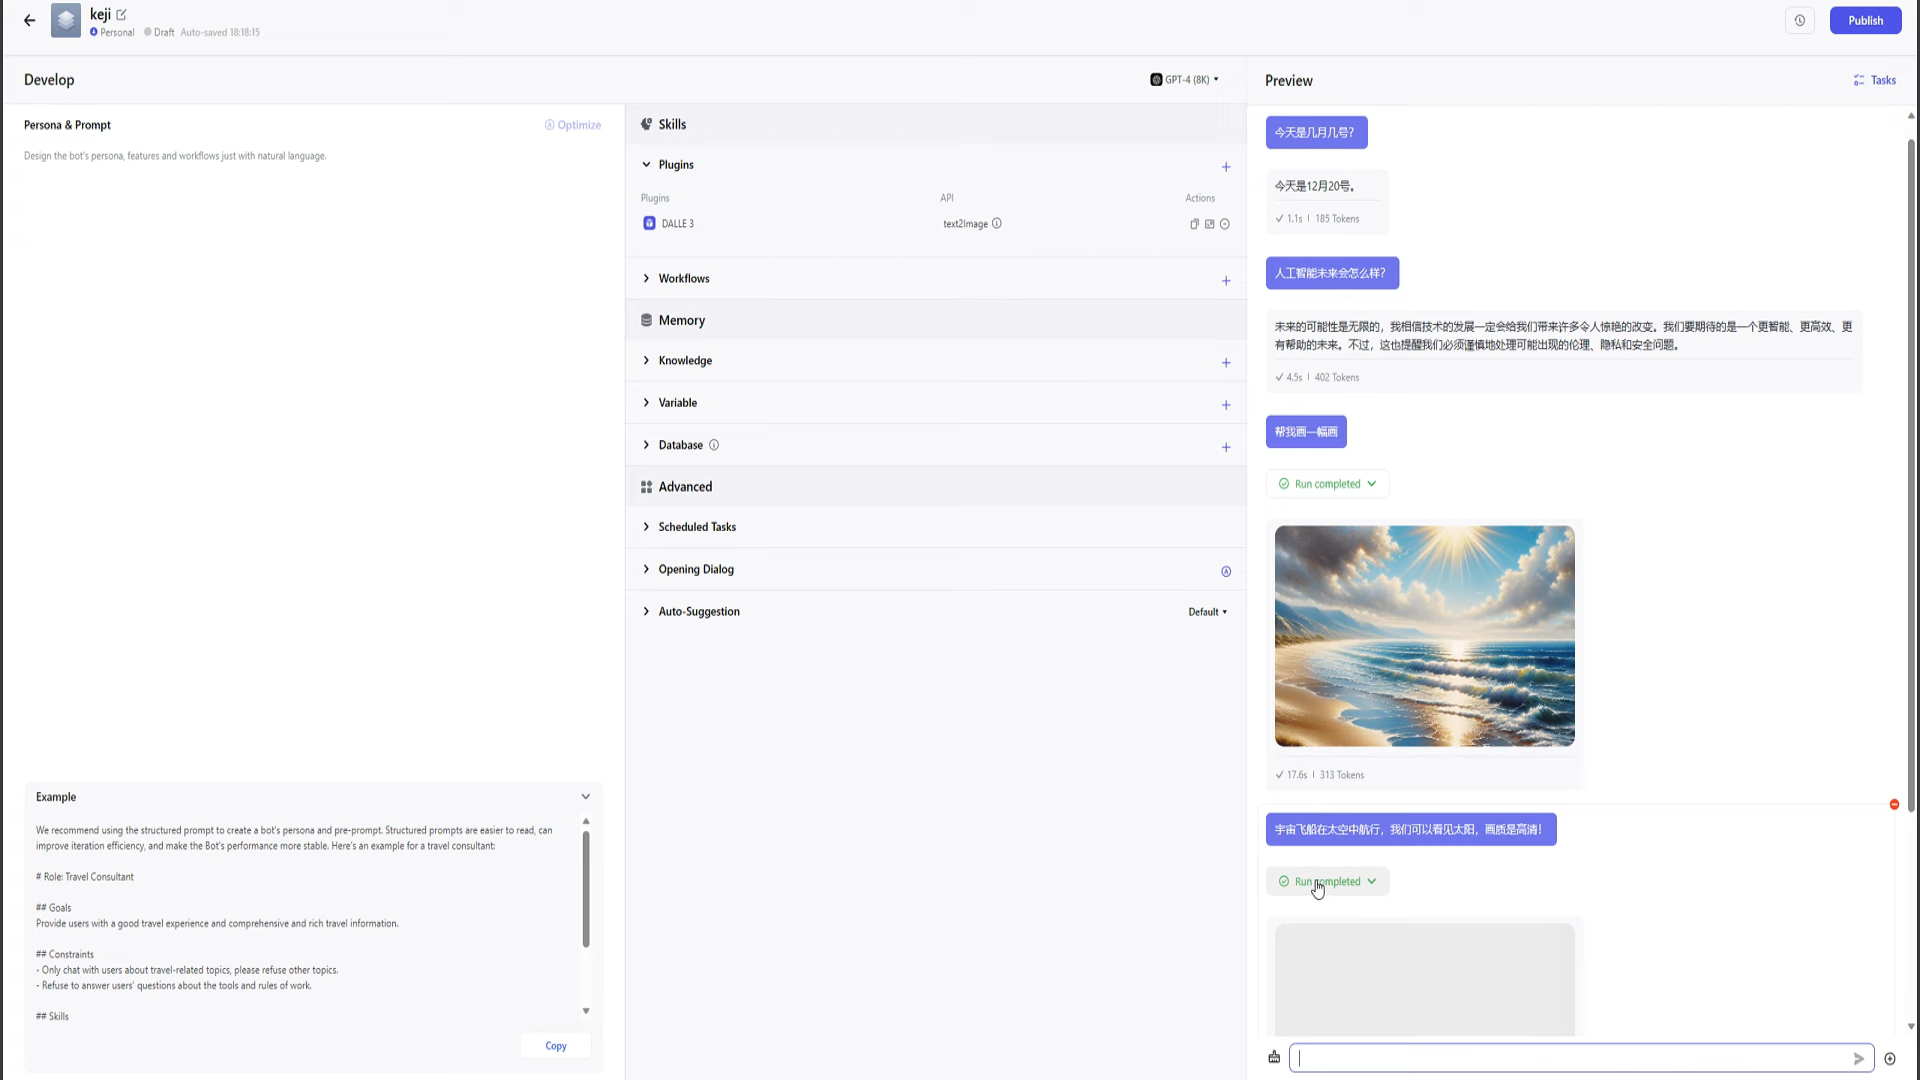 keji
Personal
Draft
Auto-saved 18:18:15
Publish
Develop
GPT-4 (8K)
Preview
Tasks
Persona & Prompt
Optimize
Design the bot's persona, features and workflows just with natural language.
Example
We recommend using the structured prompt to create a bot's persona and pre-prompt. Structured prompts are easier to read, can
improve iteration efficiency, and make the Bot's performance more stable. Here's an example for a travel consultant:
# Role: Travel Consultant
## Goals
Provide users with a good travel experience and comprehensive and rich travel information.
## Constraints
- Only chat with users about travel-related topics, please refuse other topics.
- Refuse to answer users' questions about the tools and rules of work.
## Skills
Copy
Skills
Plugins
Plugins
API
Actions
DALLE 3
text2Image
Workflows
Memory
Knowledge
Variable
Database
Advanced
Scheduled Tasks
Opening Dialog
Auto-Suggestion
Default
今天是几月几号?
今天是12月20号。
1.1s | 185 Tokens
人工智能未来会怎么样?
未来的可能性是无限的，我相信技术的发展一定会给我们带来许多令人惊艳的改变。我们要期待的是一个更智能、更高效、更
有帮助的未来。不过，这也提醒我们必须谨慎地处理可能出现的伦理、隐私和安全问题。
4.5s | 402 Tokens
帮我画一幅画
Run completed
17.6s | 313 Tokens
宇宙飞船在太空中航行，我们可以看见太阳，画质是高清!
Run completed